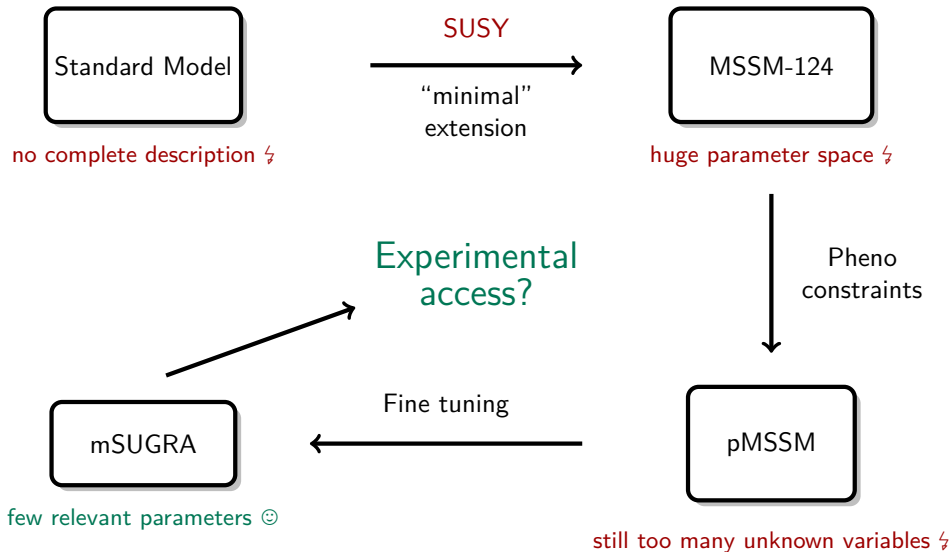 Standard Model
SUSY
“minimal”
extension
MSSM-124
no complete description ↯
huge parameter space ↯
Experimental
access?
Pheno
constraints
Fine tuning
mSUGRA
pMSSM
few relevant parameters ☺
still too many unknown variables ↯